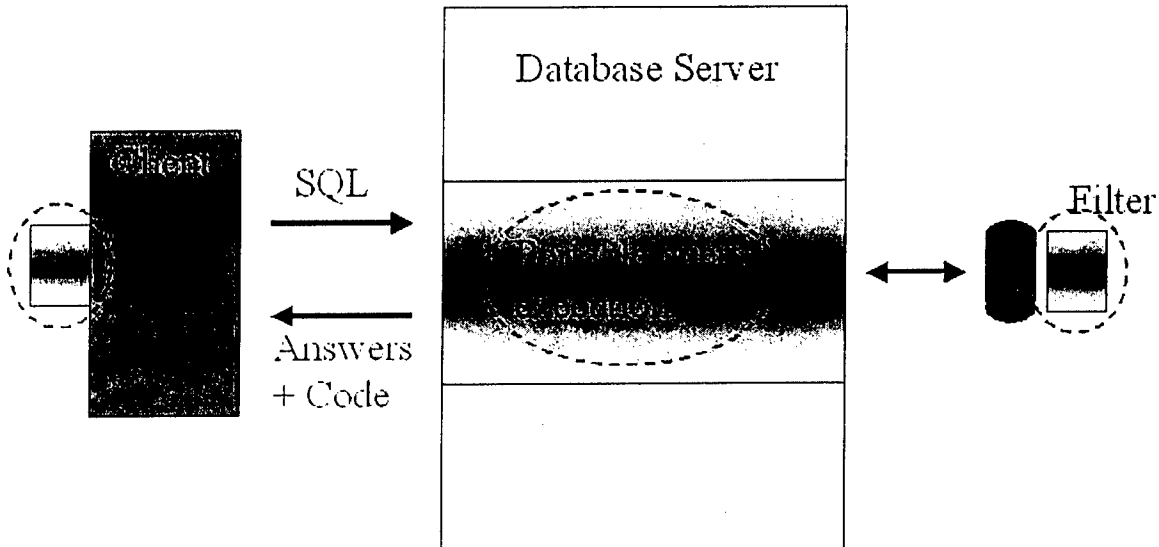 Database Server
Client
SQL
Filter
Answers
+ Code